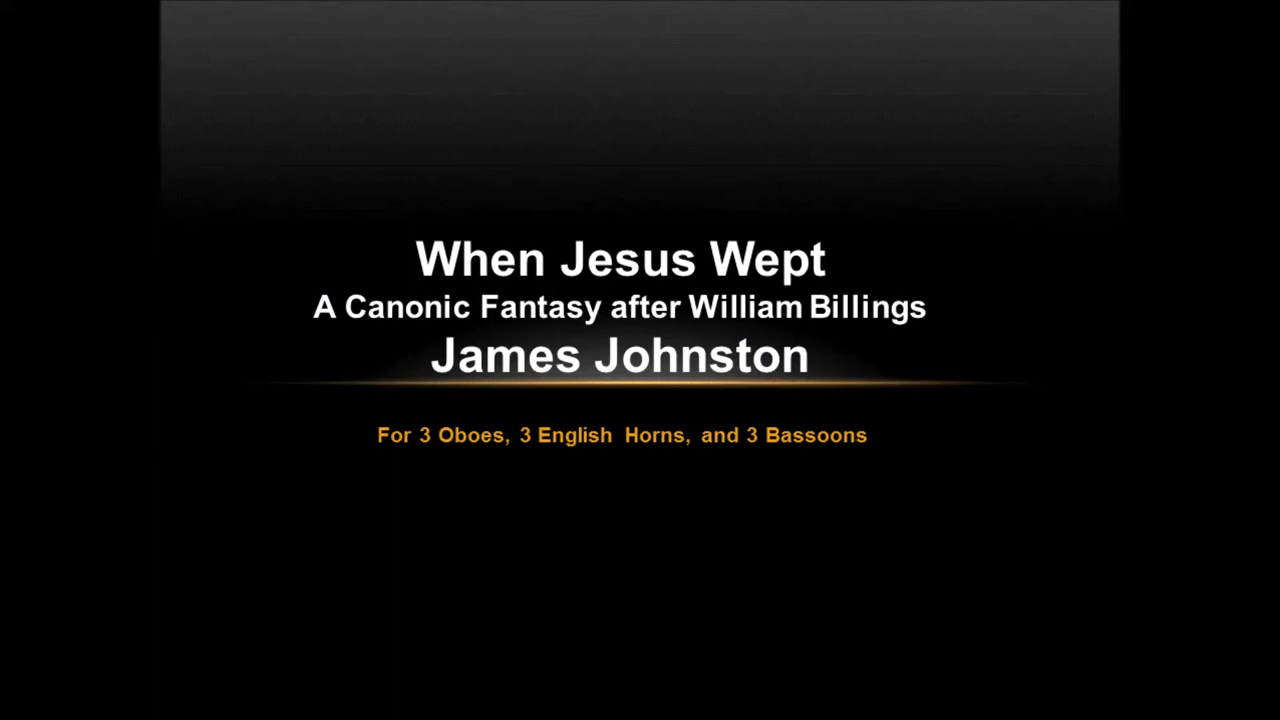 When Jesus Wept
A Canonic Fantasy after William Billings
James Johnston
For 3 Oboes, 3 English Horns, and 3 Bassoons